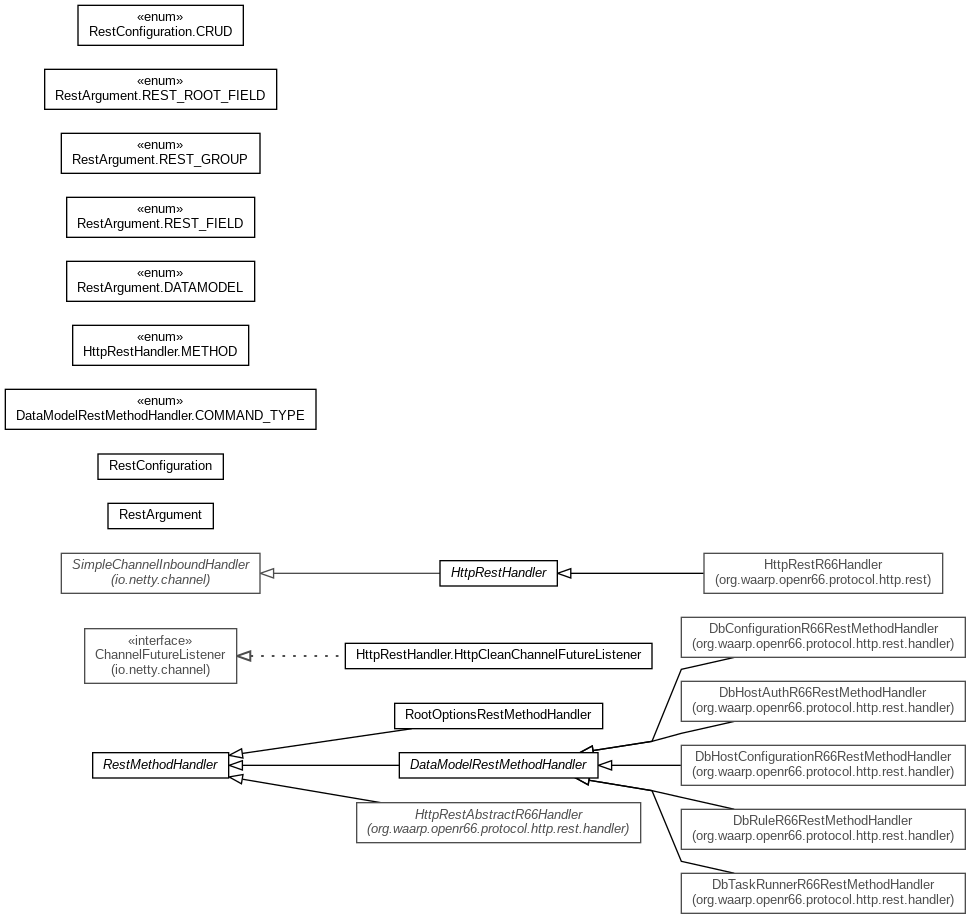 «enum»
RestConfiguration.CRUD
«enum»
RestArgument.REST_ROOT_FIELD
«enum»
RestArgument.REST_GROUP
«enum»
RestArgument.REST_FIELD
«enum»
RestArgument.DATAMODEL
«enum»
HttpRestHandler.METHOD
«enum»
DataModelRestMethodHandler.COMMAND_TYPE
RestConfiguration
RestArgument
SimpleChannelInboundHandler
(io.netty.channel)
HttpRestHandler
HttpRestR66Handler
(org.waarp.openr66.protocol.http.rest)
«interface»
ChannelFutureListener
(io.netty.channel)
HttpRestHandler.HttpCleanChannelFutureListener
DbConfigurationR66RestMethodHandler
(org.waarp.openr66.protocol.http.rest.handler)
DbHostAuthR66RestMethodHandler
(org.waarp.openr66.protocol.http.rest.handler)
RootOptionsRestMethodHandler
RestMethodHandler
DataModelRestMethodHandler
DbHostConfigurationR66RestMethodHandler
(org.waarp.openr66.protocol.http.rest.handler)
HttpRestAbstractR66Handler
(org.waarp.openr66.protocol.http.rest.handler)
DbRuleR66RestMethodHandler
(org.waarp.openr66.protocol.http.rest.handler)
DbTaskRunnerR66RestMethodHandler
(org.waarp.openr66.protocol.http.rest.handler)